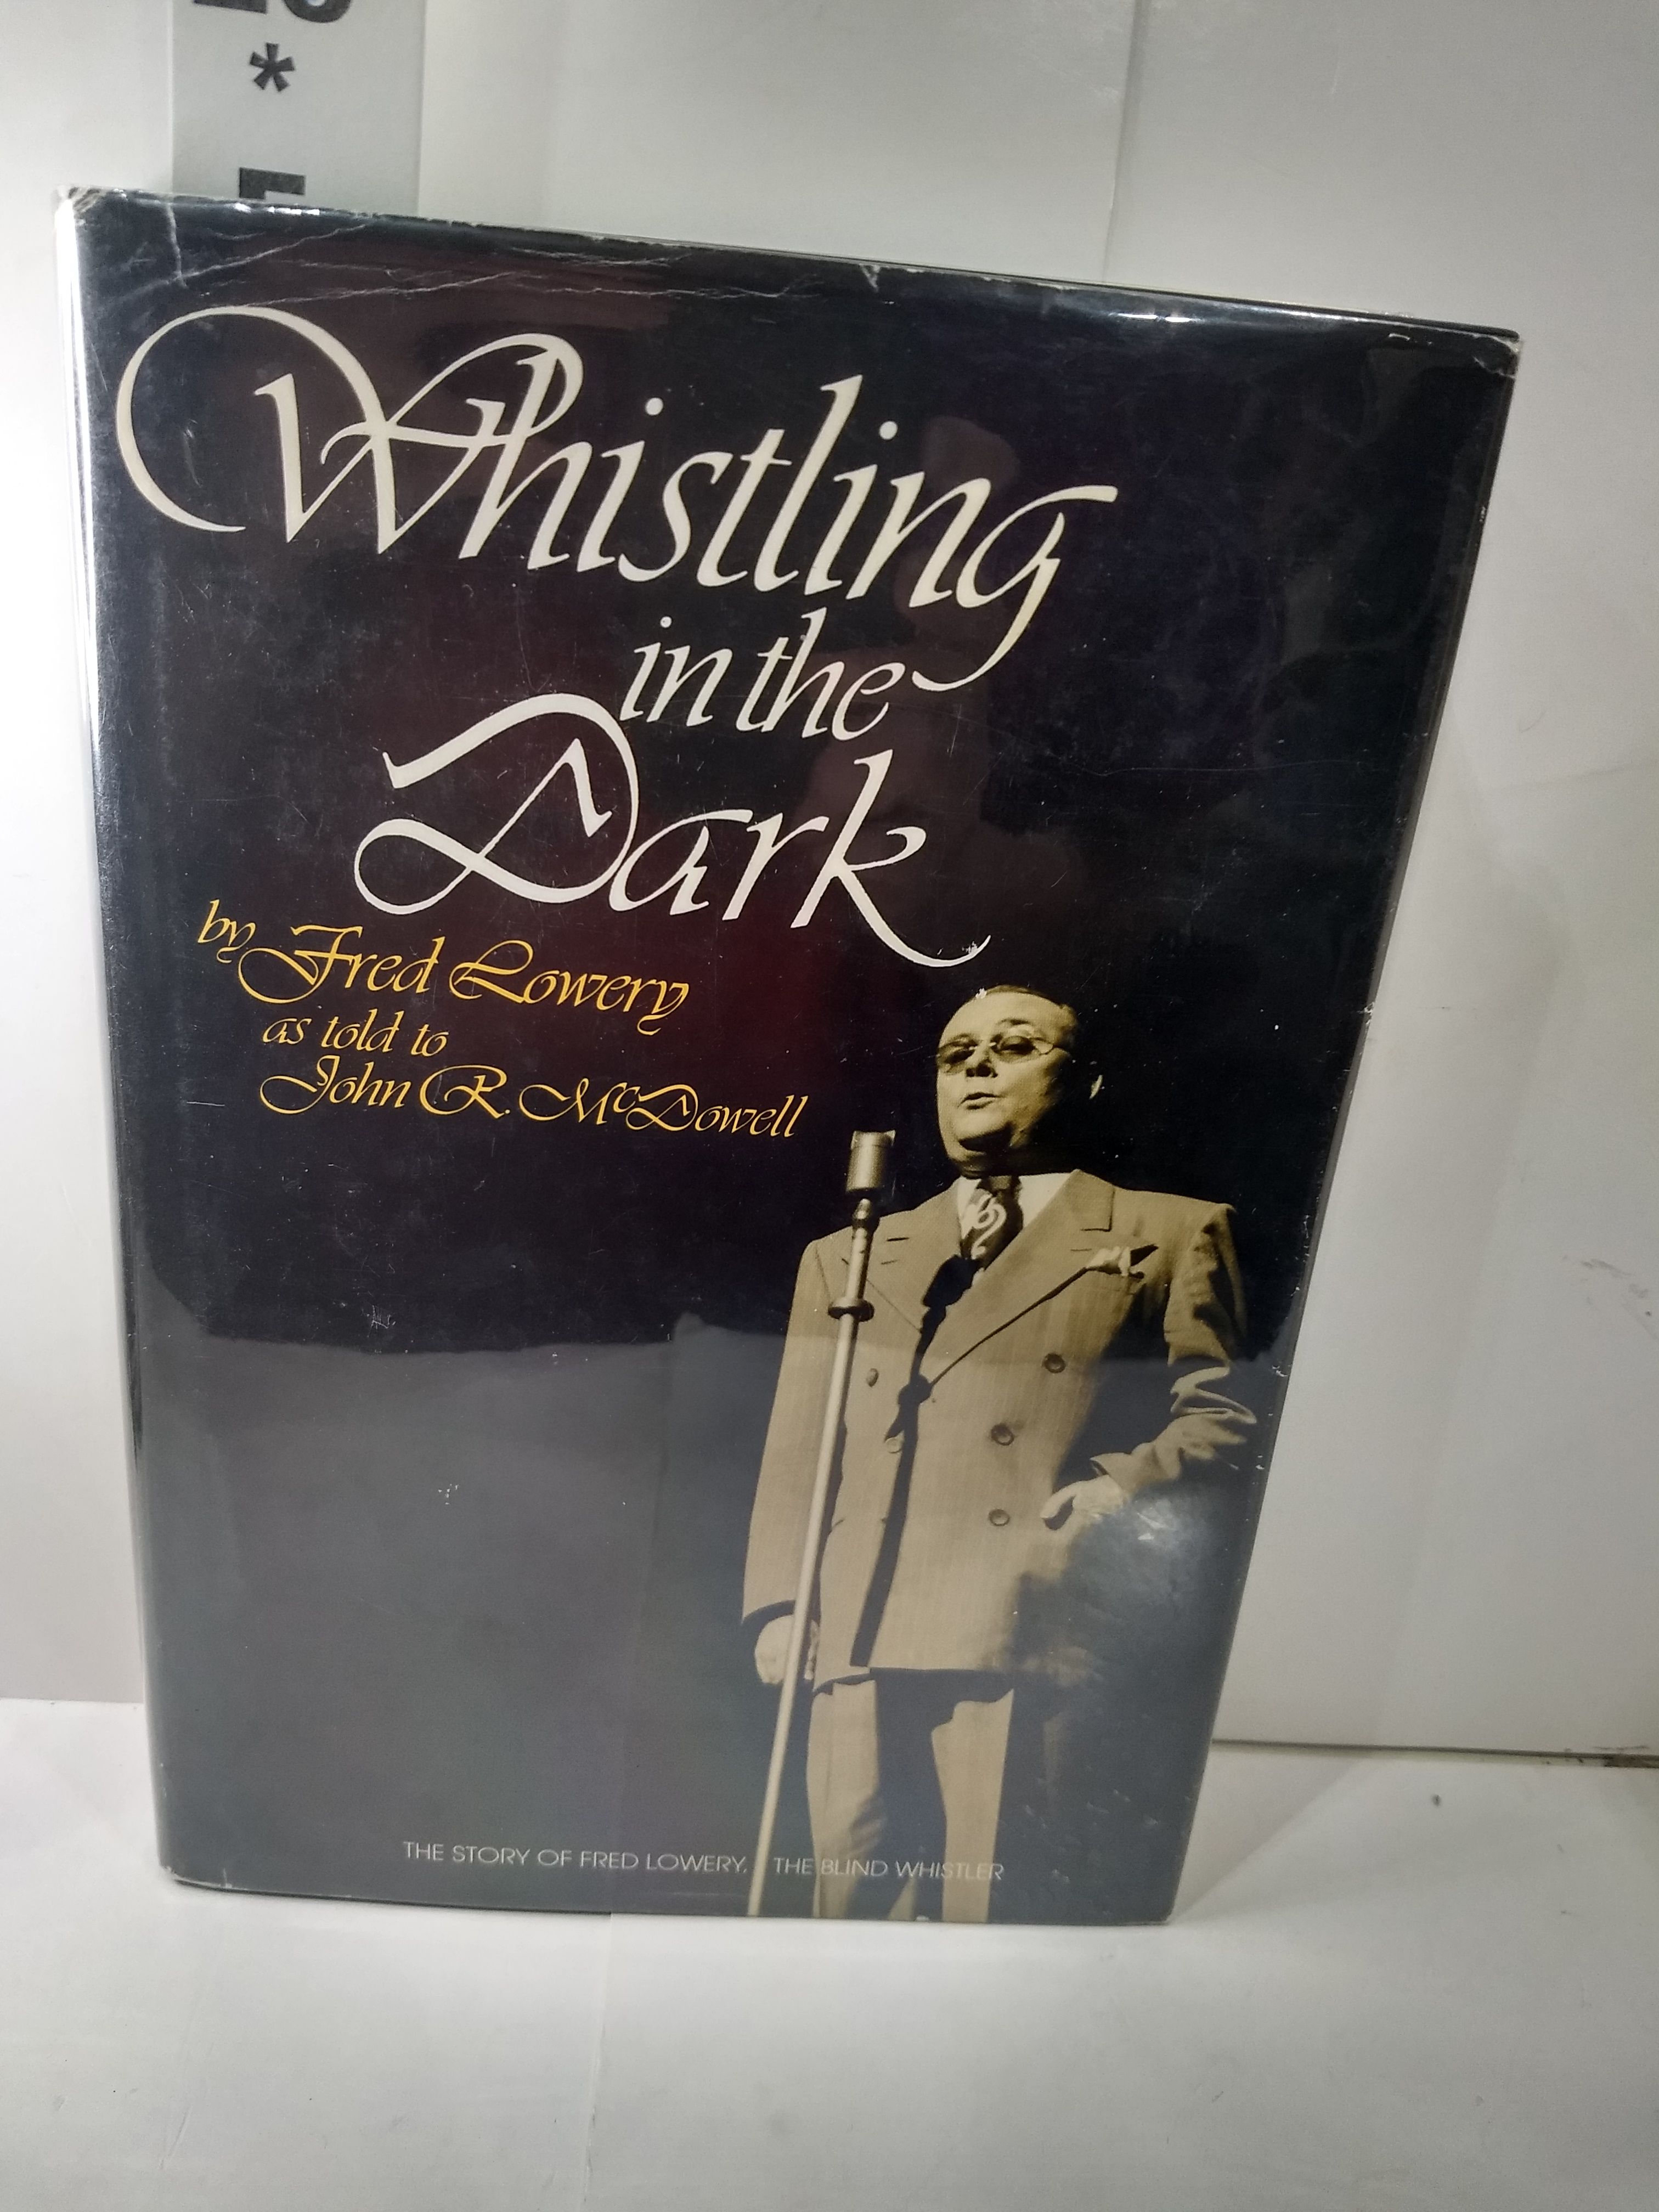 *
Whistling
in the
Dark
by Fred Lowery
as told to
John R. McDowell
THE STORY OF FRED LOWERY, THE BLIND WHISTLER